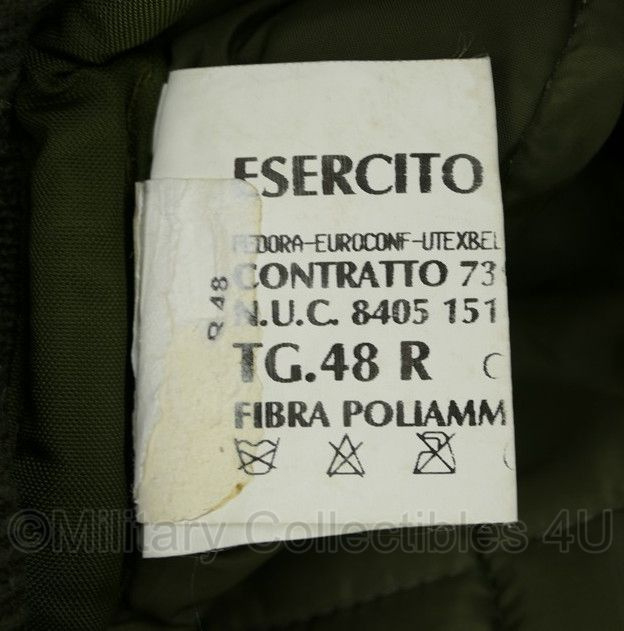 ESERCITO
FEDORA-EUROCONF-UTEXBEL
CONTRATTO 73
N.U.C. 8405 151
TG.48 R C
FIBRA POLIAMM
R 48
©Military Collectibles 4U